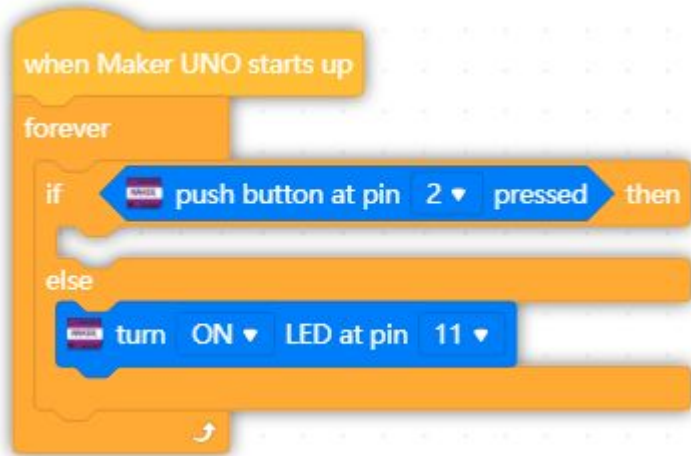 when Maker UNO starts up
forever
if push button at pin 2 pressed then
else
turn ON LED at pin 11